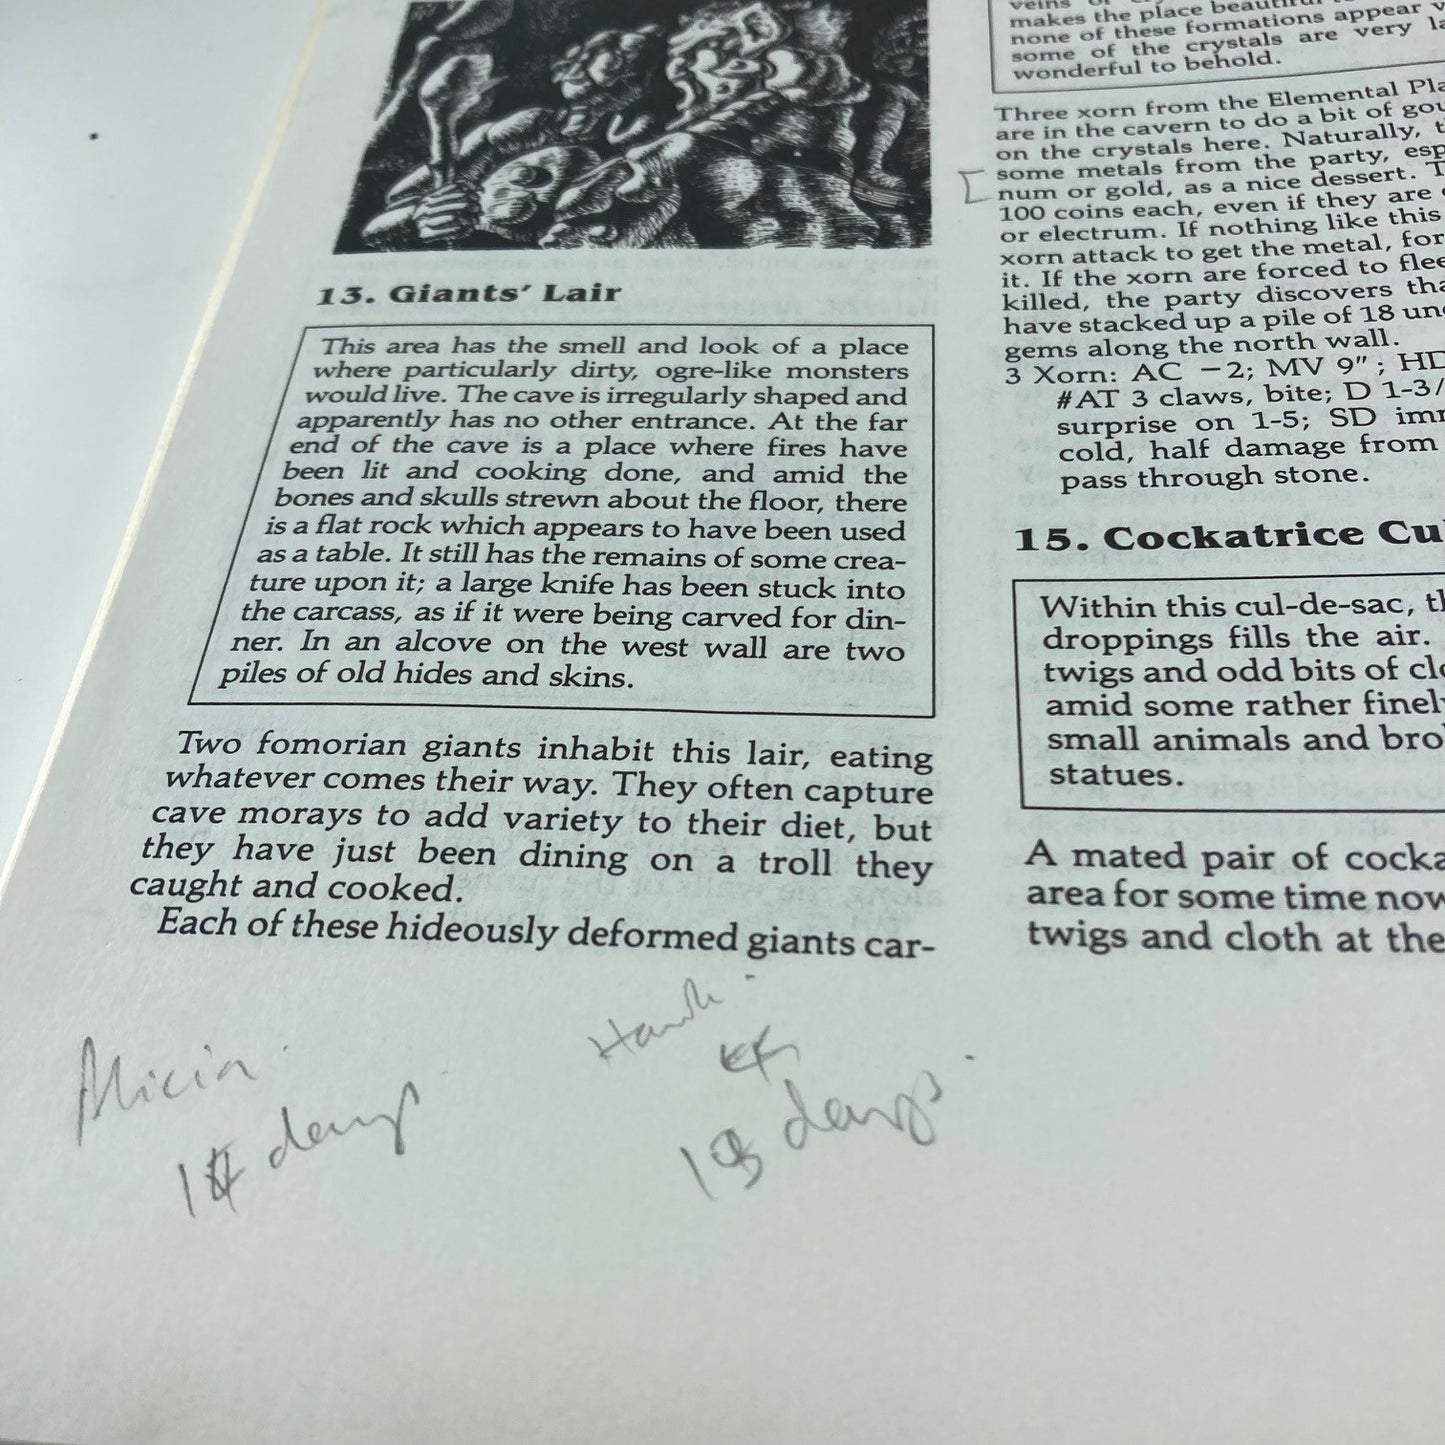 13. Giants' Lair
This area has the smell and look of a place
where particularly dirty, ogre-like monsters
would live. The cave is irregularly shaped and
apparently has no other entrance. At the far
end of the cave is a place where fires have
been lit and cooking done, and amid the
bones and skulls strewn about the floor, there
is a flat rock which appears to have been used
as a table. It still has the remains of some crea-
ture upon it; a large knife has been stuck into
the carcass, as if it were being carved for din-
ner. In an alcove on the west wall are two
piles of old hides and skins.
Two fomorian giants inhabit this lair, eating
whatever comes their way. They often capture
cave morays to add variety to their diet, but
they have just been dining on a troll they
caught and cooked.
Each of these hideously deformed giants car-
makes the place
none of these formations appear
some of the crystals are very
wonderful to behold.
Three xorn from the Elemental
are in the cavern to do a bit of
on the crystals here. Naturally,
some metals from the party,
num or gold, as a nice dessert.
100 coins each, even if they are
or electrum. If nothing like this
xorn attack to get the metal,
it. If the xorn are forced to
killed, the party discovers
have stacked up a pile of 18
gems along the north wall.
3 Xorn: AC −2; MV 9"; HD
#AT 3 claws, bite; D 1-3/
surprise on 1-5; SD
cold, half damage from
pass through stone.
15. Cockatrice
Within this cul-de-sac,
droppings fills the air.
twigs and odd bits of
amid some rather
small animals and
statues.
A mated pair of
area for some time now
twigs and cloth at the
Alicia
days
Hawk
days